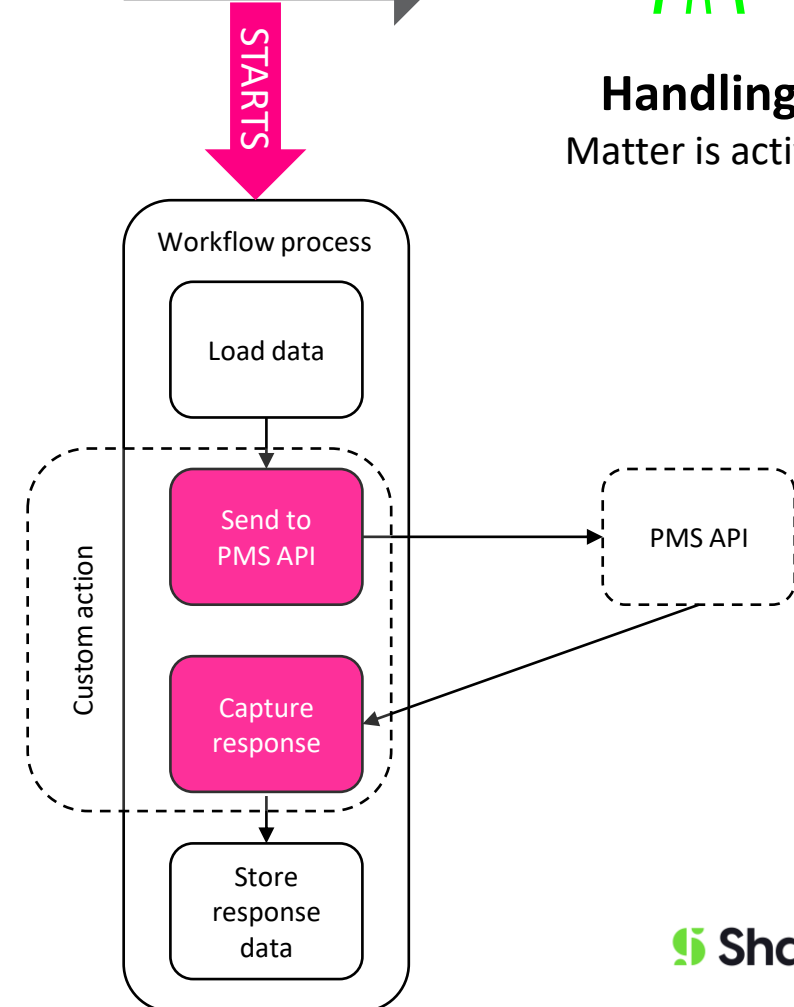 STARTS
Handling
Matter is acti
Workflow process
Load data
Send to
PMS API
PMS API
Custom action
Capture
response
Store
response
data
Sho